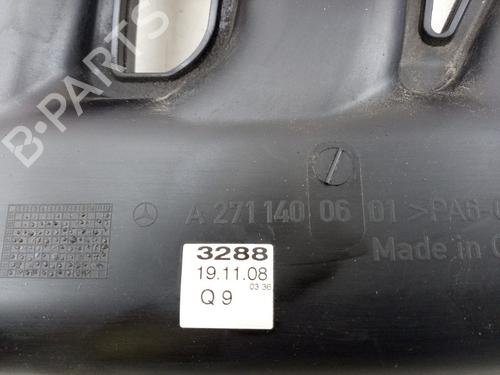 B-PARTS
A 271 140 06 01 >PA6-
Made in
3288
19.11.08
03:36
Q 9